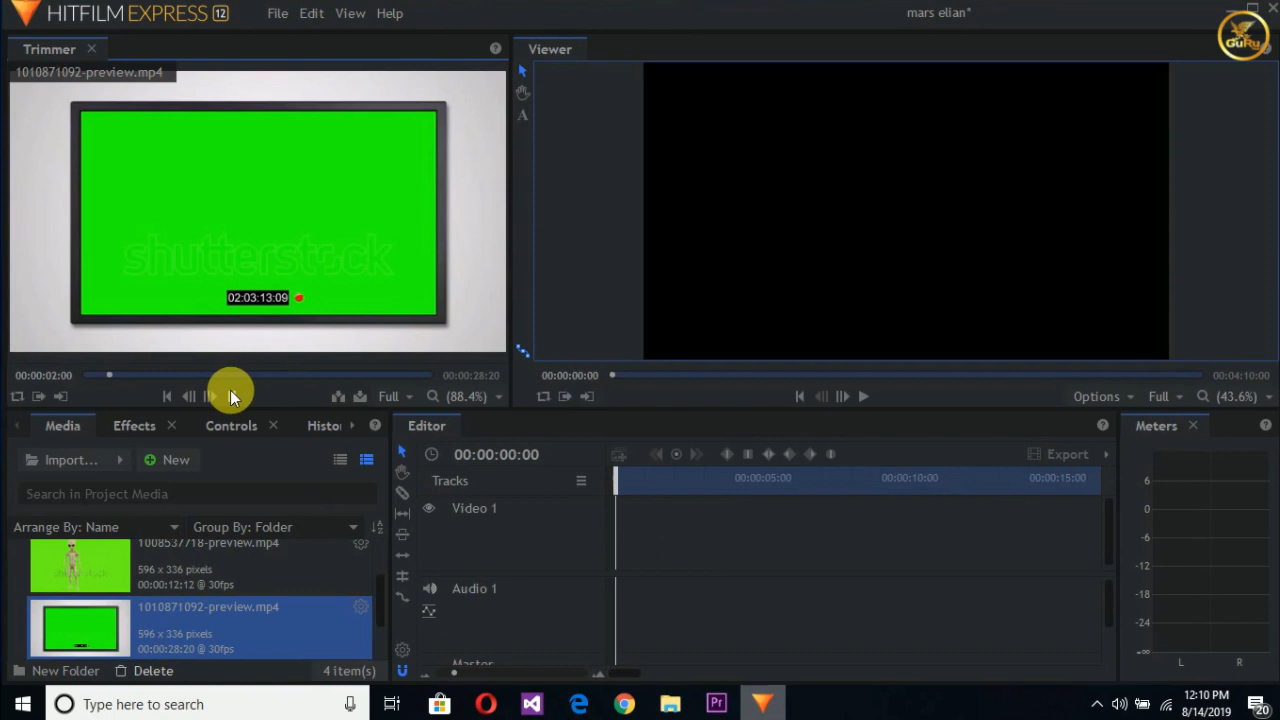 HITFILM EXPRESS 12 File Edit View Help mars elian*
GuRu
Trimmer
Viewer
1010871092-preview.mp4
shutterstock
02:03:13:09
00:00:02:00 00:00:28:20
00:00:00:00 00:04:10:00
Full (88.4%)
Options Full (43.6%)
A
Media Effects Controls Histo
Editor
Meters
Import... New
00:00:00:00
Export
Search in Project Media
Tracks
00:00:05:00 00:00:10:00 00:00:15:00
Arrange By: Name Group By: Folder
Video 1
1008537718-preview.mp4
596 x 336 pixels
00:00:12:12 @ 30fps
Audio 1
1010871092-preview.mp4
596 x 336 pixels
00:00:28:20 @ 30fps
Master
6
0
-6
-12
-18
-24
-∞
L R
New Folder Delete 4 item(s)
Type here to search
Pr
12:10 PM
8/14/2019
20